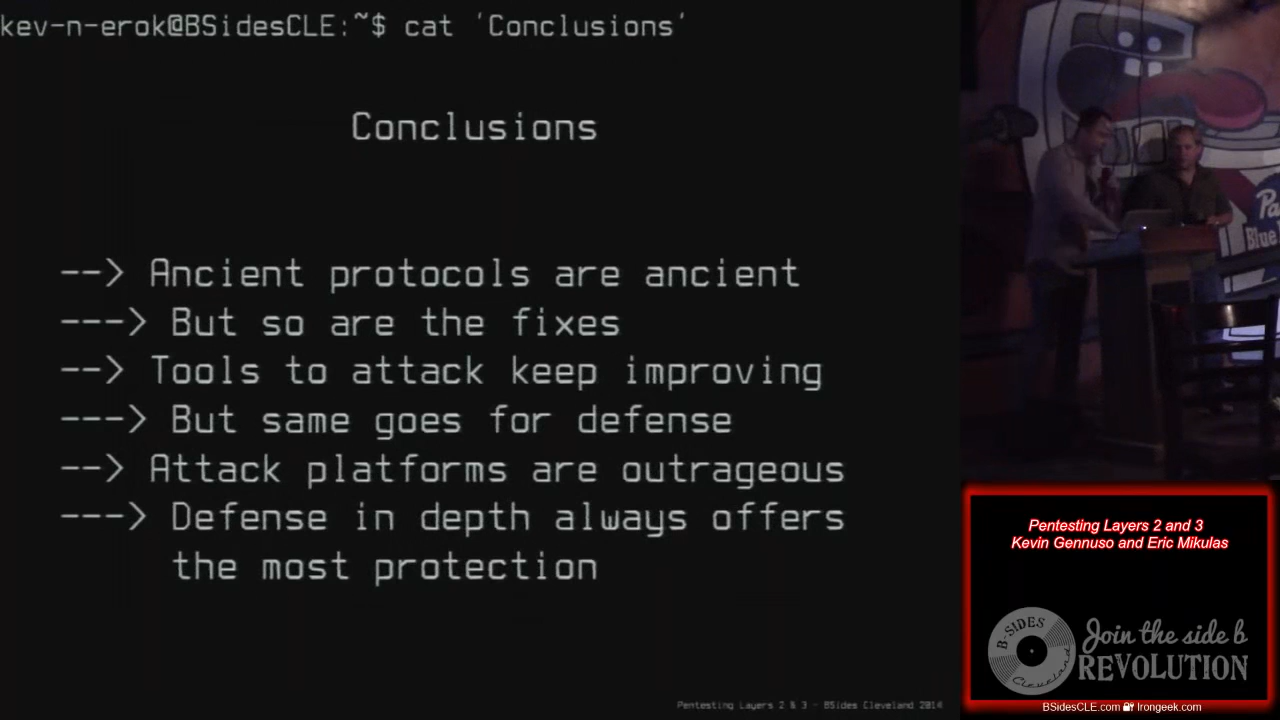 kev-n-erok@BSidesCLE:~$ cat 'Conclusions'
Conclusions
--> Ancient protocols are ancient
---> But so are the fixes
--> Tools to attack keep improving
---> But same goes for defense
--> Attack platforms are outrageous
---> Defense in depth always offers
the most protection
Pentesting Layers 2 & 3 - BSides Cleveland 2014
Blue
Pentesting Layers 2 and 3
Kevin Gennuso and Eric Mikulas
B-SIDES
Cleveland
Join the side b
REVOLUTION
BSidesCLE.com Irongeek.com